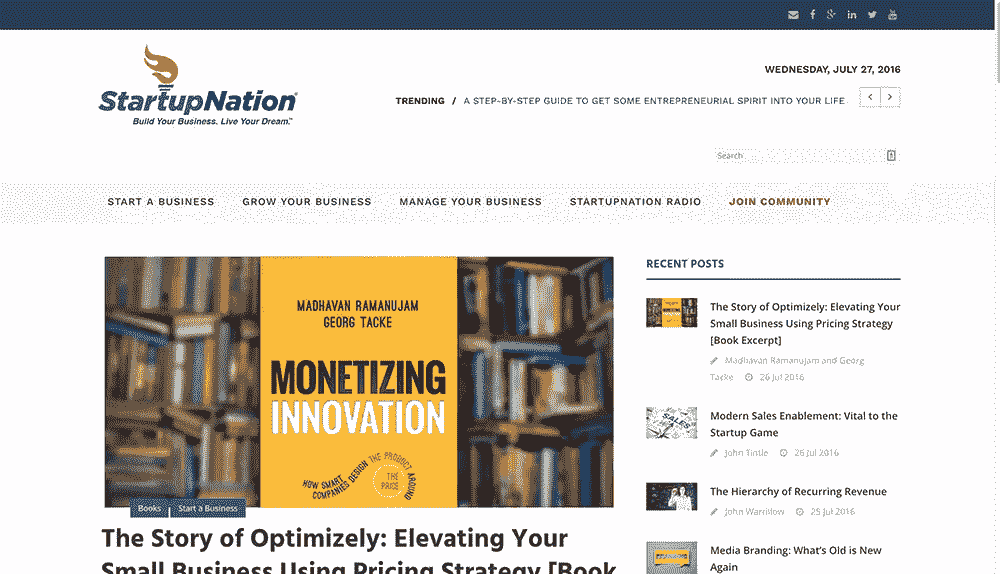 WEDNESDAY, JULY 27, 2016
StartupNation
Build Your Business. Live Your Dream.™
TRENDING / A STEP-BY-STEP GUIDE TO GET SOME ENTREPRENEURIAL SPIRIT INTO YOUR LIFE
Search
START A BUSINESS GROW YOUR BUSINESS MANAGE YOUR BUSINESS STARTUPNATION RADIO JOIN COMMUNITY
MADHAVAN RAMANUJAM
GEORG TACKE
MONETIZING
INNOVATION
HOW SMART
COMPANIES DESIGN THE PRODUCT
AROUND
THE
PRICE
Books Start a Business
The Story of Optimizely: Elevating Your
Small Business Using Pricing Strategy [Book
RECENT POSTS
The Story of Optimizely: Elevating Your
Small Business Using Pricing Strategy
[Book Excerpt]
Madhavan Ramanujam and Georg
Tacke 26 Jul 2016
SALES
Modern Sales Enablement: Vital to the
Startup Game
John Tintle 26 Jul 2016
The Hierarchy of Recurring Revenue
John Warrillow 25 Jul 2016
Media Branding: What's Old is New
Again